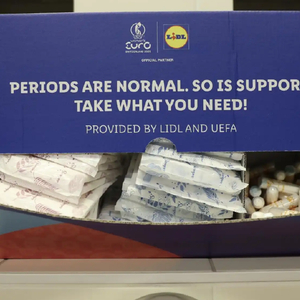 EURO
LIDL
OFFICIAL PARTNER
PERIODS ARE NORMAL. SO IS SUPPOR
TAKE WHAT YOU NEED!
PROVIDED BY LIDL AND UEFA